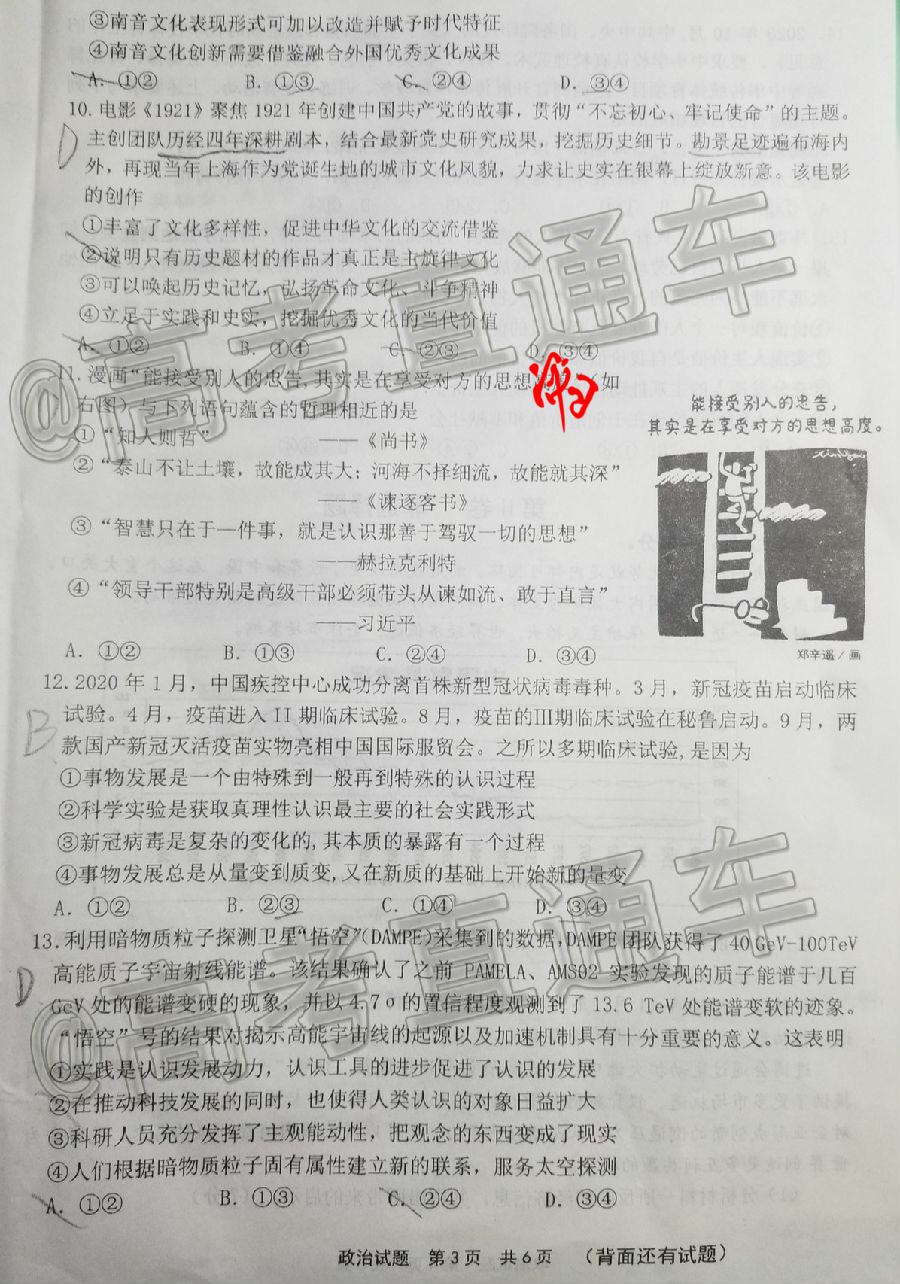 ③南音文化表现形式可加以改造并赋予时代特征
④南音文化创新需要借鉴融合外国优秀文化成果
A. ①② B. ①③ C. ②④ D. ③④
10. 电影《1921》聚焦 1921 年创建中国共产党的故事，贯彻“不忘初心、牢记使命”的主题。
D
主创团队历经四年深耕剧本，结合最新党史研究成果，挖掘历史细节。勘景足迹遍布海内
外，再现当年上海作为党诞生地的城市文化风貌，力求让史实在银幕上绽放新意。该电影
的创作
①丰富了文化多样性，促进中华文化的交流借鉴
②说明只有历史题材的作品才真正是主旋律文化
③可以唤起历史记忆，弘扬革命文化、斗争精神
④立足于实践和史实，挖掘优秀文化的当代价值
A. ①② B. ①④ C. ②③ D. ③④
11. 漫画“能接受别人的忠告,其实是在享受对方的思想(如
右图)与下列语句蕴含的哲理相近的是
①“知人则哲” ——《尚书》
②“泰山不让土壤，故能成其大；河海不择细流，故能就其深”
——《谏逐客书》
③“智慧只在于一件事，就是认识那善于驾驭一切的思想”
——赫拉克利特
④“领导干部特别是高级干部必须带头从谏如流、敢于直言”
——习近平
A. ①② B. ①③ C. ②④ D. ③④
能接受别人的忠告,
其实是在享受对方的思想高度。
郑辛遥/画
12. 2020 年 1 月，中国疾控中心成功分离首株新型冠状病毒毒种。3 月，新冠疫苗启动临床
B
试验。4 月，疫苗进入 II 期临床试验。8 月，疫苗的III期临床试验在秘鲁启动。9 月，两
款国产新冠灭活疫苗实物亮相中国国际服贸会。之所以多期临床试验,是因为
①事物发展是一个由特殊到一般再到特殊的认识过程
②科学实验是获取真理性认识最主要的社会实践形式
③新冠病毒是复杂的变化的,其本质的暴露有一个过程
④事物发展总是从量变到质变,又在新质的基础上开始新的量变
A. ①② B. ②③ C. ①④ D. ③④
13. 利用暗物质粒子探测卫星“悟空”(DAMPE)采集到的数据,DAMPE 团队获得了 40 GeV-100TeV
D
高能质子宇宙射线能谱。该结果确认了之前 PAMELA、AMS02 实验发现的质子能谱于几百
GeV 处的能谱变硬的现象，并以 4.7σ的置信程度观测到了 13.6 TeV 处能谱变软的迹象。
“悟空”号的结果对揭示高能宇宙线的起源以及加速机制具有十分重要的意义。这表明
①实践是认识发展动力，认识工具的进步促进了认识的发展
②在推动科技发展的同时，也使得人类认识的对象日益扩大
③科研人员充分发挥了主观能动性，把观念的东西变成了现实
④人们根据暗物质粒子固有属性建立新的联系，服务太空探测
A. ①② B. ①③ C. ②④ D. ③④
政治试题 第 3 页 共 6 页 （背面还有试题）
@高考直通车
@高考直通车